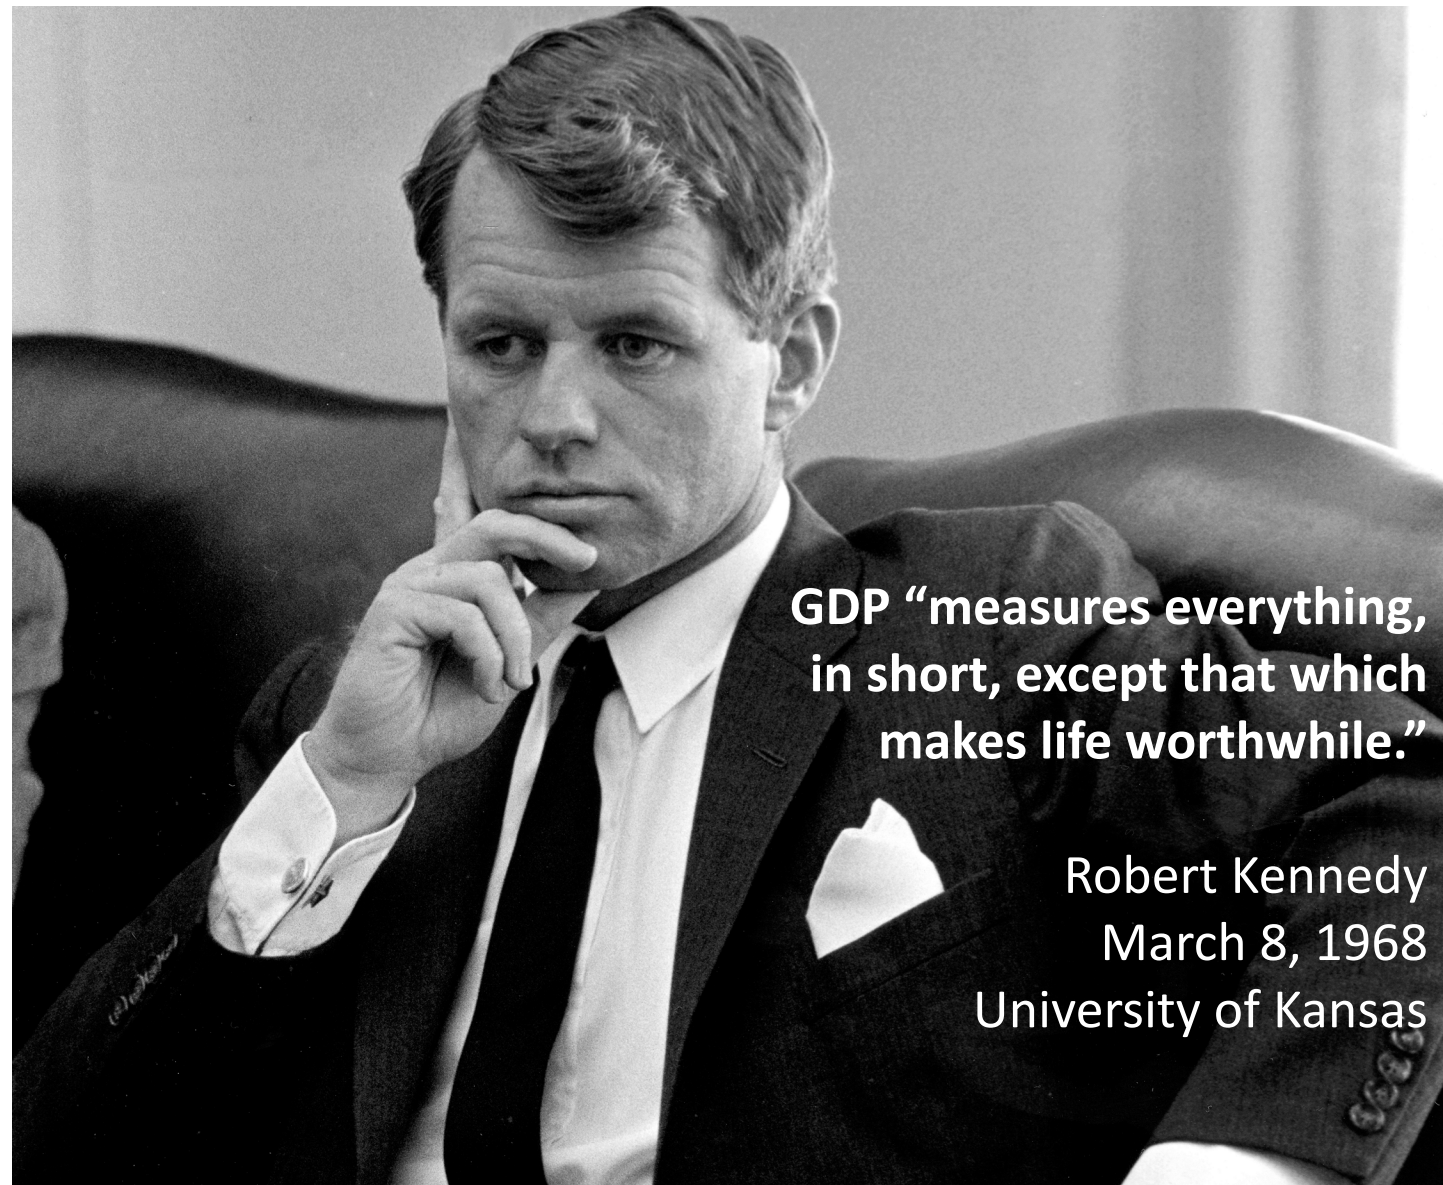 GDP “measures everything,
in short, except that which
makes life worthwhile.”
Robert Kennedy
March 8, 1968
University of Kansas